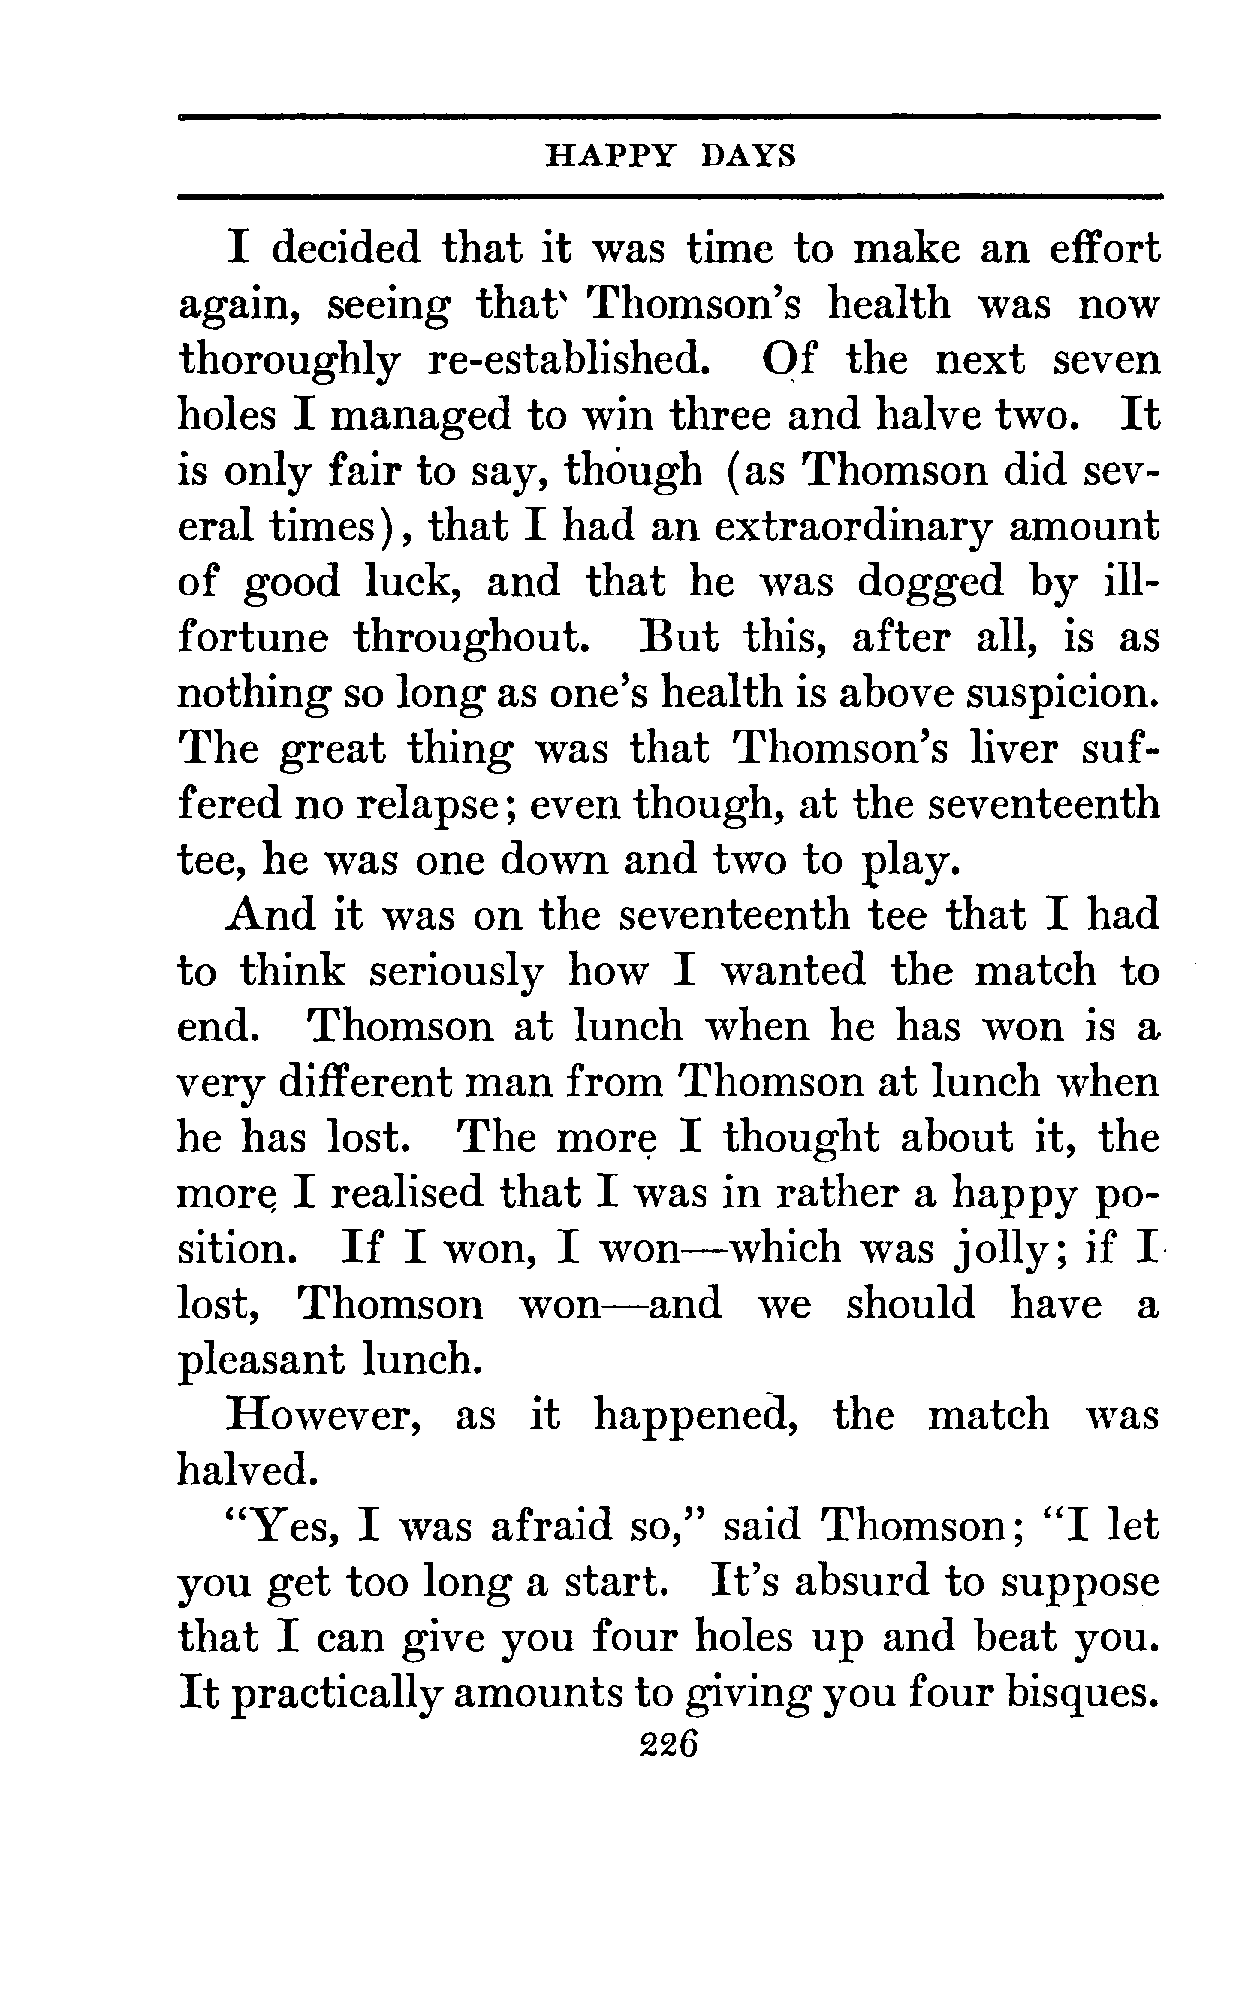 HAPPY DAYS
I decided that it was time to make an effort
again, seeing that Thomson's health was now
thoroughly re-established. Of the next seven
holes I managed to win three and halve two. It
is only fair to say, though (as Thomson did sev-
eral times), that I had an extraordinary amount
of good luck, and that he was dogged by ill-
fortune throughout. But this, after all, is as
nothing so long as one's health is above suspicion.
The great thing was that Thomson's liver suf-
fered no relapse; even though, at the seventeenth
tee, he was one down and two to play.
And it was on the seventeenth tee that I had
to think seriously how I wanted the match to
end. Thomson at lunch when he has won is a
very different man from Thomson at lunch when
he has lost. The more I thought about it, the
more I realised that I was in rather a happy po-
sition. If I won, I won—which was jolly; if I
lost, Thomson won—and we should have a
pleasant lunch.
However, as it happened, the match was
halved.
"Yes, I was afraid so," said Thomson; "I let
you get too long a start. It's absurd to suppose
that I can give you four holes up and beat you.
It practically amounts to giving you four bisques.
226